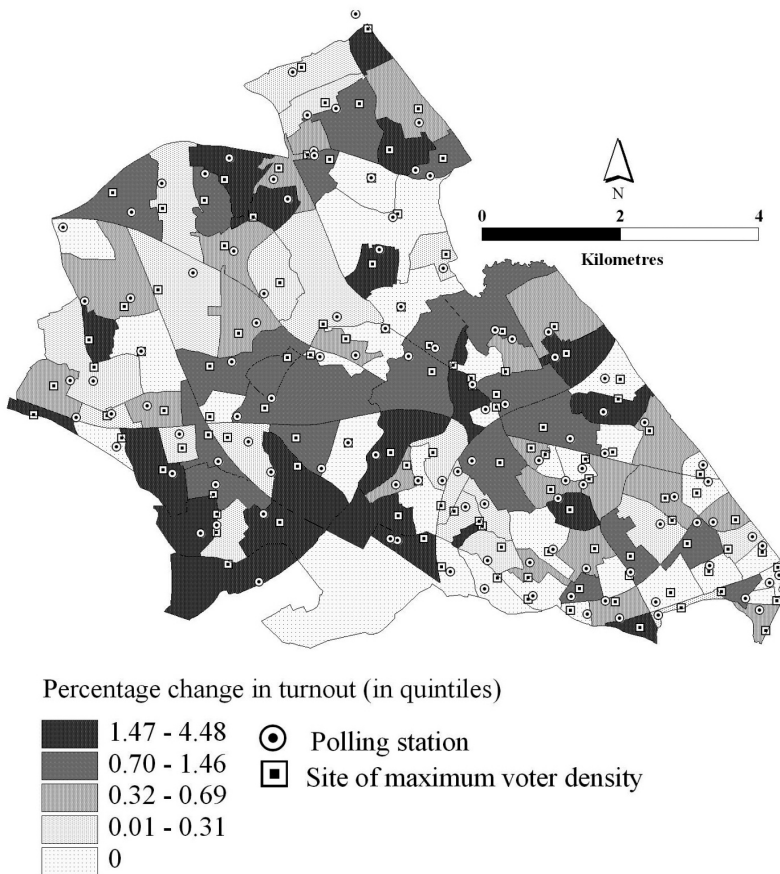 N
0 2 4
Kilometres
Percentage change in turnout (in quintiles)
1.47 - 4.48
0.70 - 1.46
0.32 - 0.69
0.01 - 0.31
0
Polling station
Site of maximum voter density